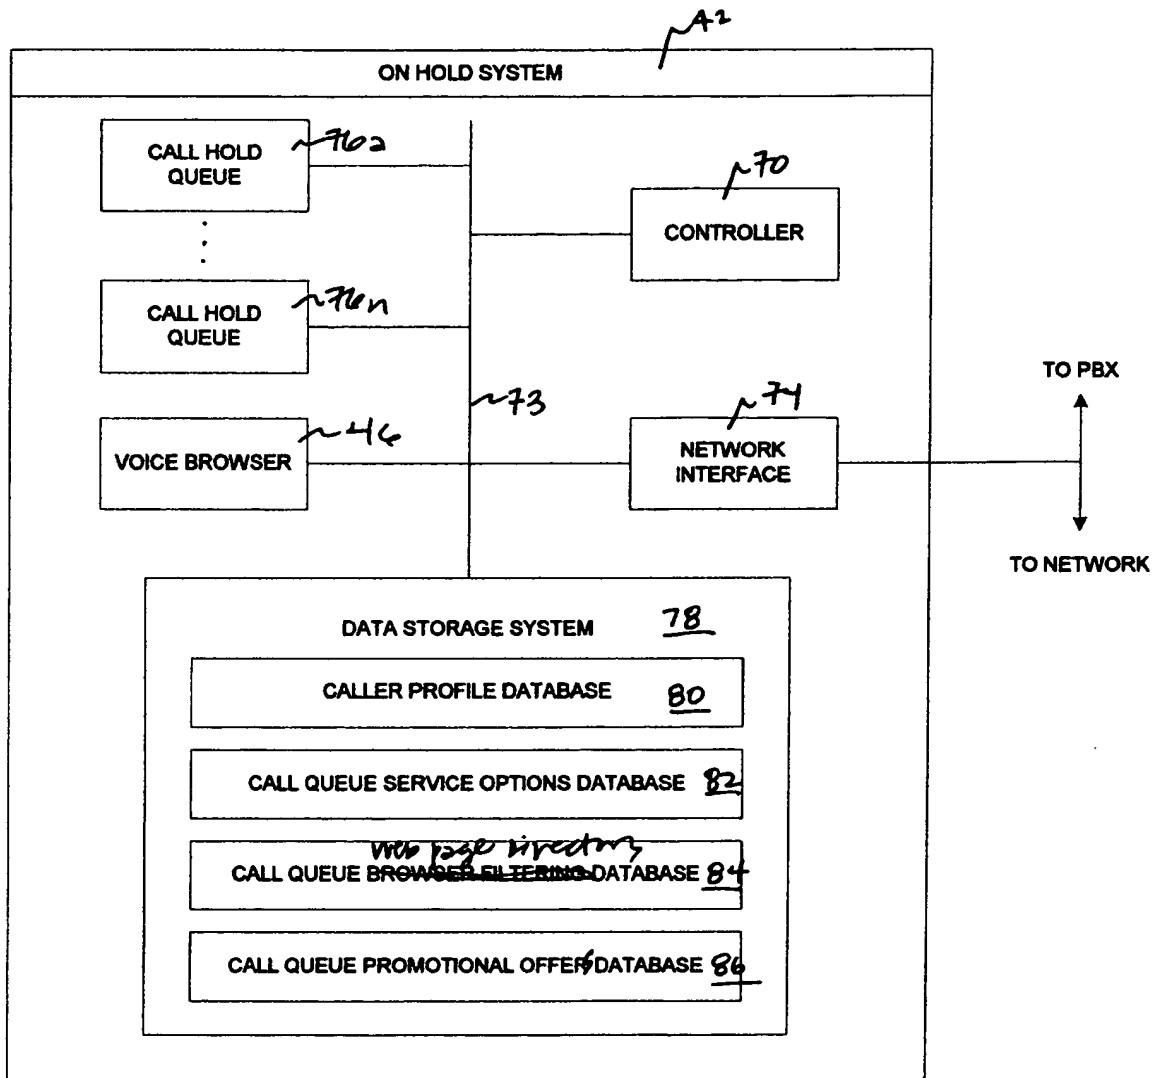 42
ON HOLD SYSTEM
CALL HOLD
QUEUE
76a
70
CONTROLLER
CALL HOLD
QUEUE
76n
73
TO PBX
VOICE BROWSER
46
74
NETWORK
INTERFACE
TO NETWORK
DATA STORAGE SYSTEM 78
CALLER PROFILE DATABASE 80
CALL QUEUE SERVICE OPTIONS DATABASE 82
web page directory
CALL QUEUE BROWSER FILTERING DATABASE 84
CALL QUEUE PROMOTIONAL OFFERS DATABASE 86